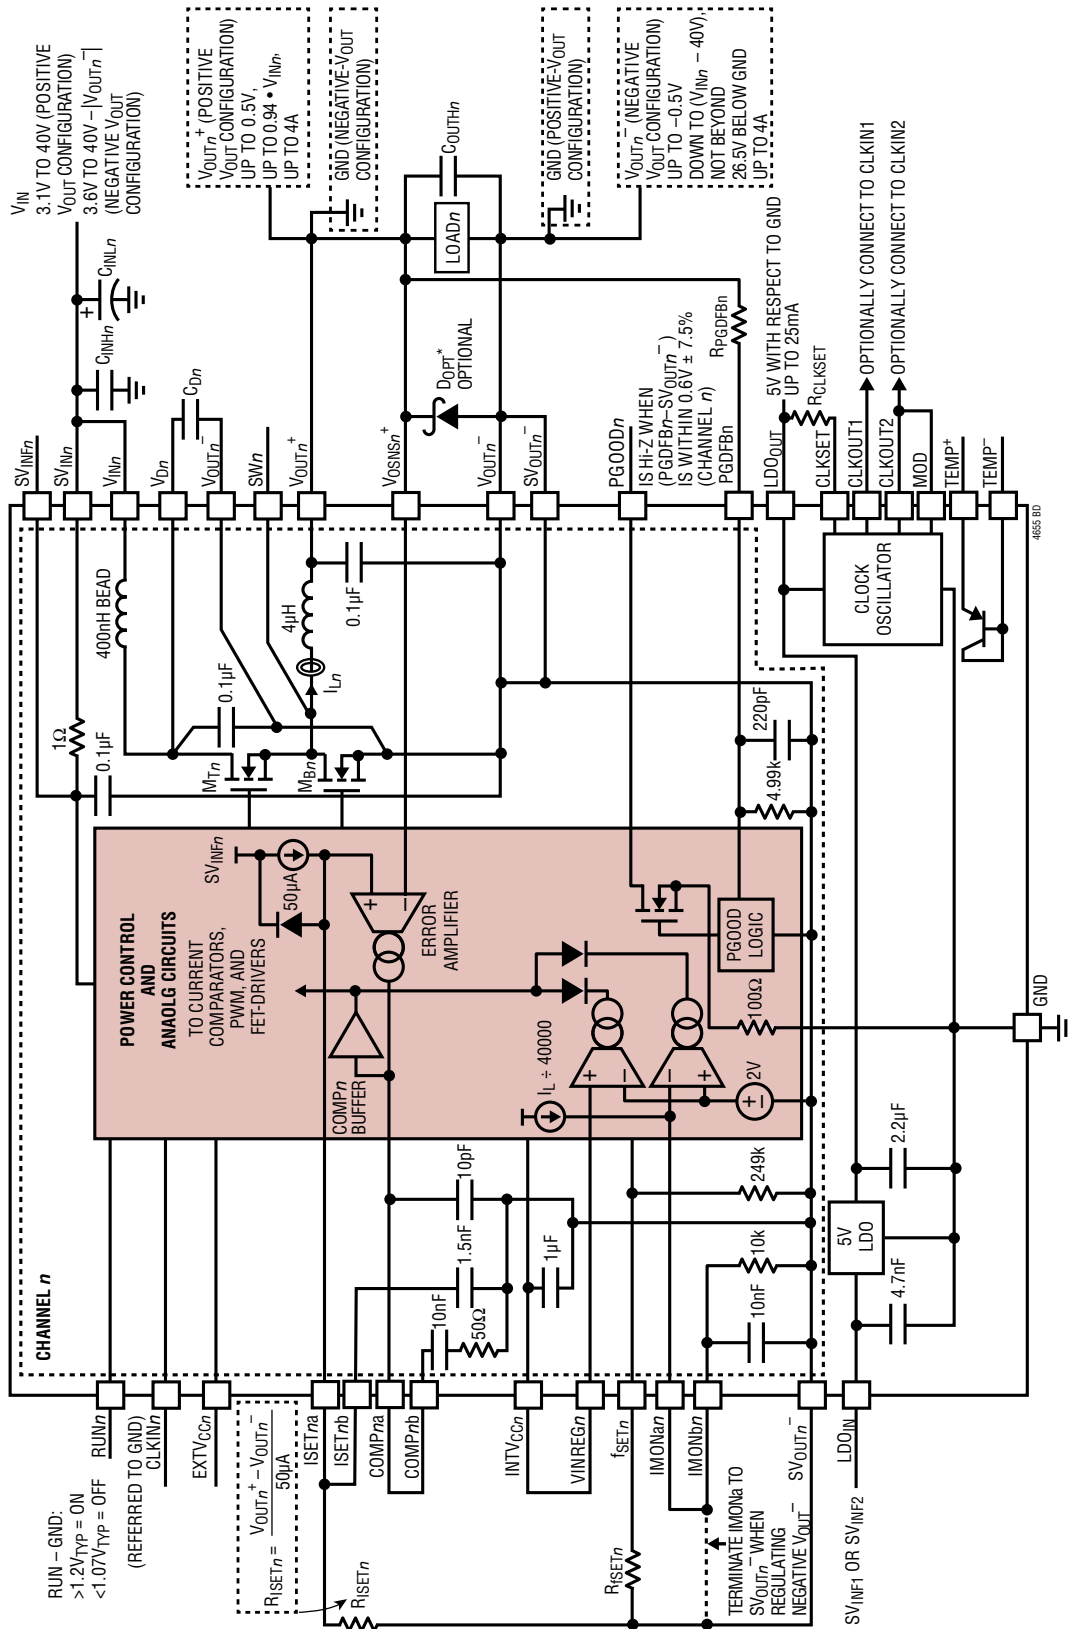 RUN – GND:
>1.2VTYP = ON
<1.07VTYP = OFF
RUNn
(REFERRED TO GND)
CLKINn
EXTVCCn
RISETn = VOUTn+ – VOUTn–
50µA
RISETn
ISETna
ISETnb
COMPna
COMPnb
INTVCCn
VINREGn
fSETn
RfSETn
IMONan
IMONbn
TERMINATE IMONa TO
SVOUTn– WHEN
REGULATING
NEGATIVE VOUT–
SVOUTn–
LDOIN
SVINF1 OR SVINF2
CHANNEL n
10nF
50Ω
1.5nF
10pF
1µF
10nF
10k
249k
4.7nF
5V
LDO
2.2µF
GND
POWER CONTROL
AND
ANAOLG CIRCUITS
TO CURRENT
COMPARATORS,
PWM, AND
FET-DRIVERS
COMPn
BUFFER
SVINFn
50µA
+
–
ERROR
AMPLIFIER
IL ÷ 40000
+
–
–
+
+
–
2V
100Ω
PGOOD
LOGIC
4.99k
220pF
1Ω
0.1µF
400nH BEAD
0.1µF
MTn
MBn
ILn
4µH
0.1µF
CLOCK
OSCILLATOR
SVINFn
SVINn
VINn
VDn
VOUTn–
SWn
VOUTn+
VOSNSn+
VOUTn–
SVOUTn–
PGOODn
IS Hi-Z WHEN
(PGDFBn–SVOUTn–)
IS WITHIN 0.6V ± 7.5%
(CHANNEL n)
PGDFBn
RPGDFBn
LDOOUT
5V WITH RESPECT TO GND
UP TO 25mA
RCLKSET
CLKSET
CLKOUT1
OPTIONALLY CONNECT TO CLKIN1
CLKOUT2
OPTIONALLY CONNECT TO CLKIN2
MOD
TEMP+
TEMP–
4655 BD
VIN
3.1V TO 40V (POSITIVE
VOUT CONFIGURATION)
3.6V TO 40V – |VOUTn–|
(NEGATIVE VOUT
CONFIGURATION)
+
CINLn
CINHn
CDn
VOUTn+ (POSITIVE
VOUT CONFIGURATION)
UP TO 0.5V,
UP TO 0.94 • VINn,
UP TO 4A
GND (NEGATIVE-VOUT
CONFIGURATION)
COUTHn
LOADn
DOPT*
OPTIONAL
GND (POSITIVE-VOUT
CONFIGURATION)
VOUTn– (NEGATIVE
VOUT CONFIGURATION)
UP TO –0.5V
DOWN TO (VINn – 40V),
NOT BEYOND
26.5V BELOW GND
UP TO 4A